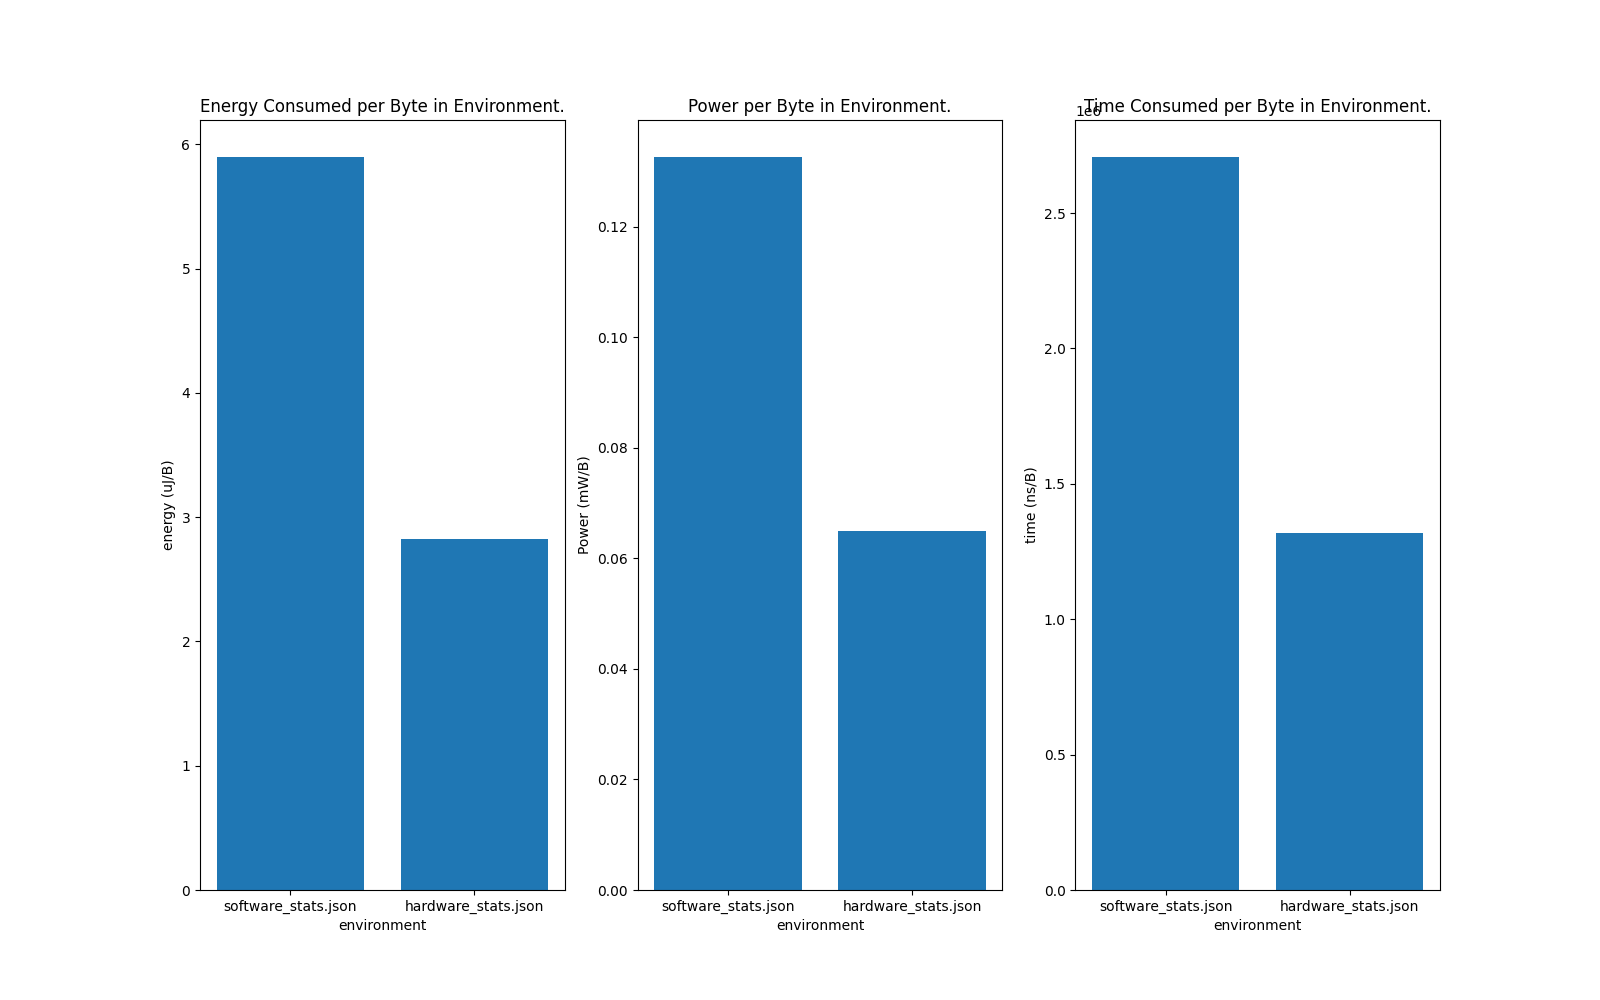 Energy Consumed per Byte in Environment.
6
5
4
3
2
1
0
energy (uJ/B)
software_stats.json
hardware_stats.json
environment
Power per Byte in Environment.
0.12
0.10
0.08
0.06
0.04
0.02
0.00
Power (mW/B)
software_stats.json
hardware_stats.json
environment
Time Consumed per Byte in Environment.
1e6
2.5
2.0
1.5
1.0
0.5
0.0
time (ns/B)
software_stats.json
hardware_stats.json
environment